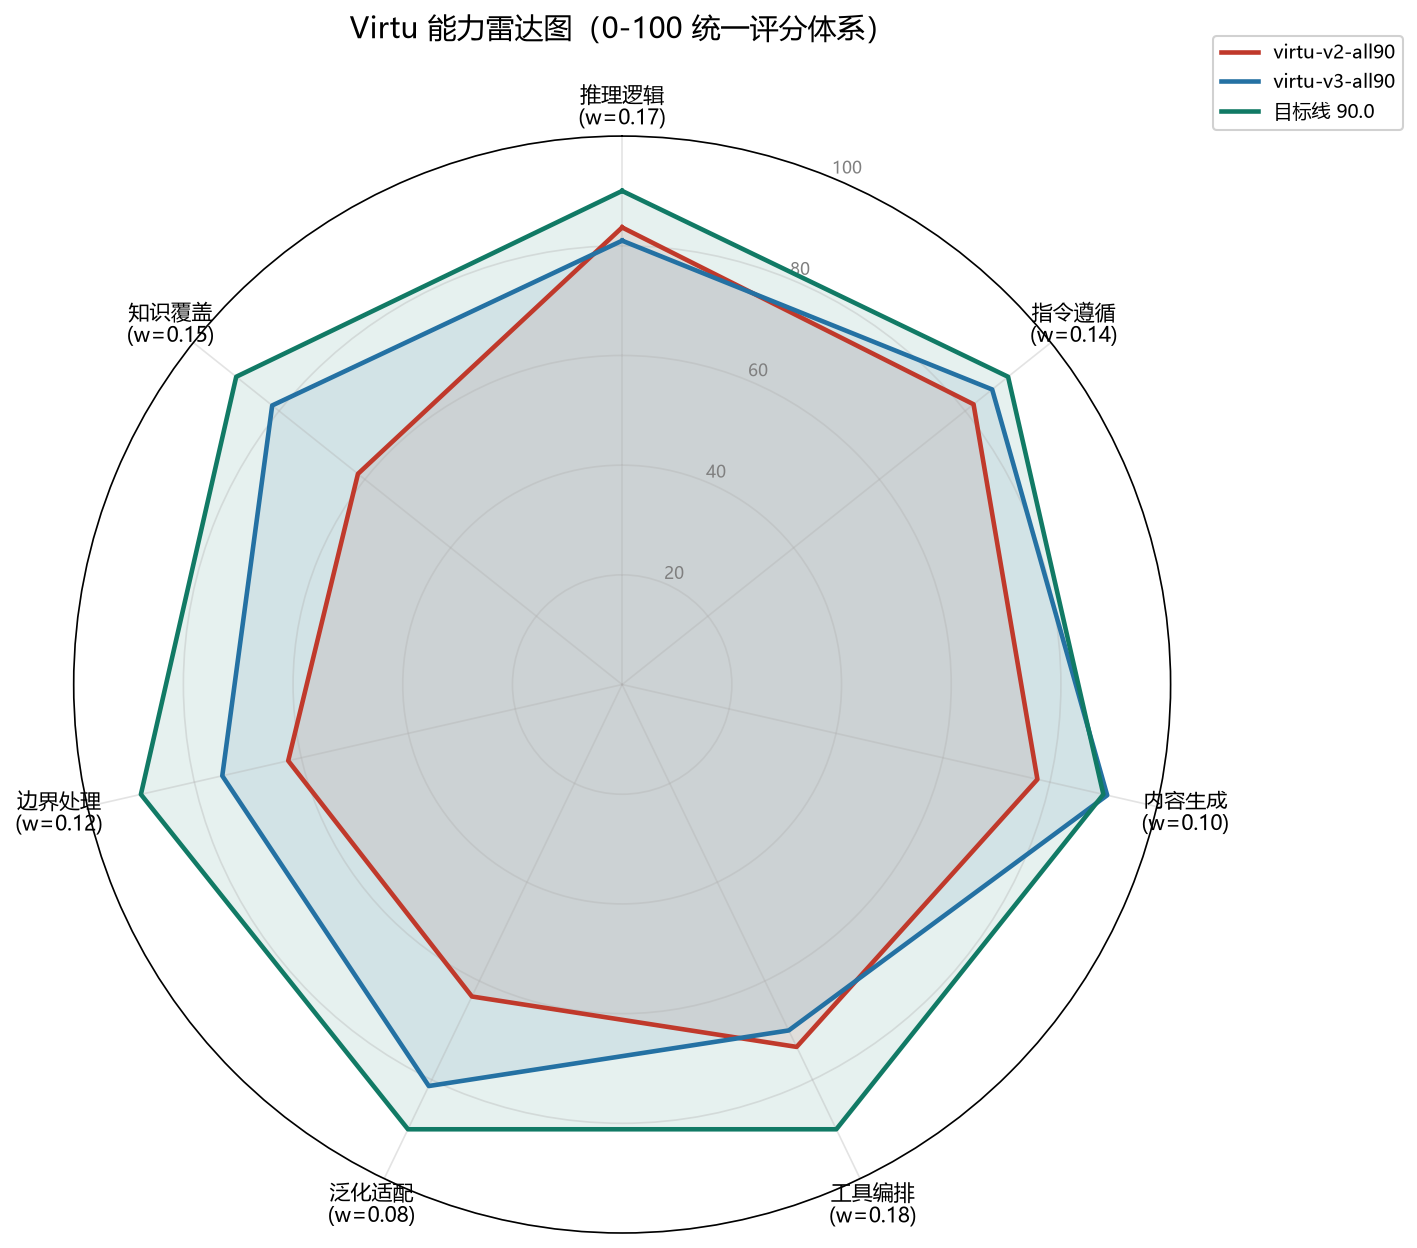 Virtu 能力雷达图（0-100 统一评分体系）
virtu-v2-all90
virtu-v3-all90
目标线 90.0
推理逻辑
(w=0.17)
100
80
60
40
20
知识覆盖
(w=0.15)
指令遵循
(w=0.14)
边界处理
(w=0.12)
内容生成
(w=0.10)
泛化适配
(w=0.08)
工具编排
(w=0.18)